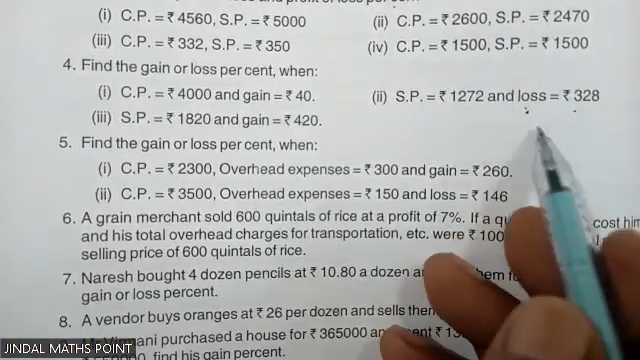 (i) C.P. = ₹ 4560, S.P. = ₹ 5000
(ii) C.P. = ₹ 2600, S.P. = ₹ 2470
(iii) C.P. = ₹ 332, S.P. = ₹ 350
(iv) C.P. = ₹ 1500, S.P. = ₹ 1500
4. Find the gain or loss per cent, when:
(i) C.P. = ₹ 4000 and gain = ₹ 40.
(ii) S.P. = ₹ 1272 and loss = ₹ 328
(iii) S.P. = ₹ 1820 and gain = ₹ 420.
5. Find the gain or loss per cent, when:
(i) C.P. = ₹ 2300, Overhead expenses = ₹ 300 and gain = ₹ 260.
(ii) C.P. = ₹ 3500, Overhead expenses = ₹ 150 and loss = ₹ 146
6. A grain merchant sold 600 quintals of rice at a profit of 7%. If a cost him
and his total overhead charges for transportation, etc. were ₹ 100
selling price of 600 quintals of rice.
7. Naresh bought 4 dozen pencils at ₹ 10.80 a dozen
gain or loss percent.
8. A vendor buys oranges at ₹ 26 per dozen and sells
purchased a house for ₹ 365000
find his gain percent.
JINDAL MATHS POINT